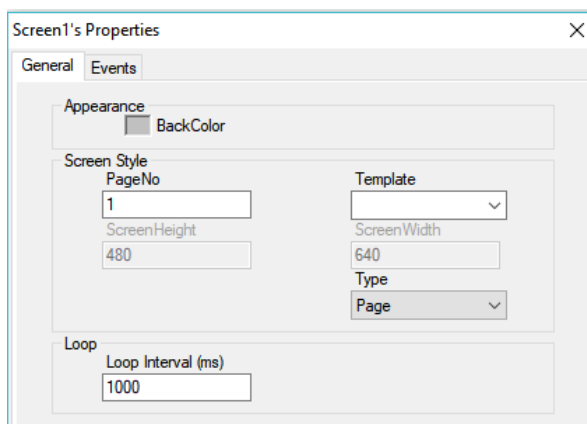 Screen1's Properties
General Events
Appearance
BackColor
Screen Style
PageNo Template
1
ScreenHeight ScreenWidth
480 640
Type
Page
Loop
Loop Interval (ms)
1000